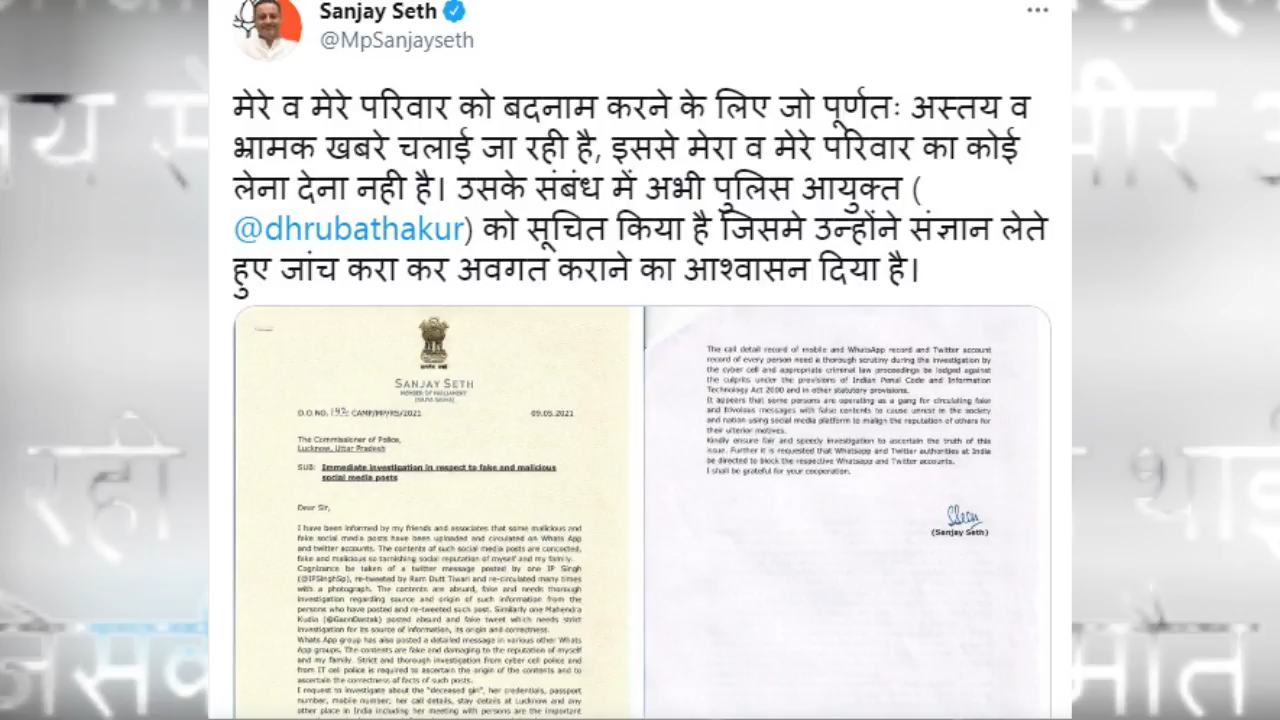 Sanjay Seth
@MpSanjayseth
मेरे व मेरे परिवार को बदनाम करने के लिए जो पूर्णतः अस्तय व
भ्रामक खबरे चलाई जा रही है, इससे मेरा व मेरे परिवार का कोई
लेना देना नही है। उसके संबंध में अभी पुलिस आयुक्त (
@dhrubathakur) को सूचित किया है जिसमे उन्होंने संज्ञान लेते
हुए जांच करा कर अवगत कराने का आश्वासन दिया है।
SANJAY SETH
MEMBER OF PARLIAMENT
(RAJYA SABHA)
D.O.NO. 192 CAMP/MP/RS/2021 09.05.2021
The Commissioner of Police,
Lucknow, Uttar Pradesh
SUB: Immediate investigation in respect to fake and malicious
social media posts
Dear Sir,
I have been informed by my friends and associates that some malicious and
fake social media posts have been uploaded and circulated on Whats App
and twitter accounts. The contents of such social media posts are concocted,
fake and malicious so tarnishing social reputation of myself and my family.
Cognizance be taken of a twitter message posted by one IP Singh
(@IPSinghSp), re-tweeted by Ram Dutt Tiwari and re-circulated many times
with a photograph. The contents are absurd, fake and needs thorough
investigation regarding source and origin of such information from the
persons who have posted and re-tweeted such post. Similarly one Mahendra
Kudia (@GaonDastak) posted absurd and fake tweet which needs strict
investigation for its source of information, its origin and correctness.
Whats App group has also posted a detailed message in various other Whats
App groups. The contents are fake and damaging to the reputation of myself
and my family. Strict and thorough investigation from cyber cell police and
from IT cell police is required to ascertain the origin of the contents and to
ascertain the correctness of facts of such posts.
I request to investigate about the "deceased girl", her credentials, passport
number, mobile number, her call details, stay details at Lucknow and any
other place in India including her meeting with persons are the important
The call detail record of mobile and WhatsApp record and Twitter account
record of every person need a thorough scrutiny during the investigation by
the cyber cell and appropriate criminal law proceedings be lodged against
the culprits under the provisions of Indian Penal Code and Information
Technology Act 2000 and in other statutory provisions.
It appears that some persons are operating as a gang for circulating fake
and frivolous messages with false contents to cause unrest in the society
and nation using social media platform to malign the reputation of others for
their ulterior motives.
Kindly ensure fair and speedy investigation to ascertain the truth of this
issue. Further it is requested that Whatsapp and Twitter authorities at India
be directed to block the respective Whatsapp and Twitter accounts.
I shall be grateful for your cooperation.
(Sanjay Seth)